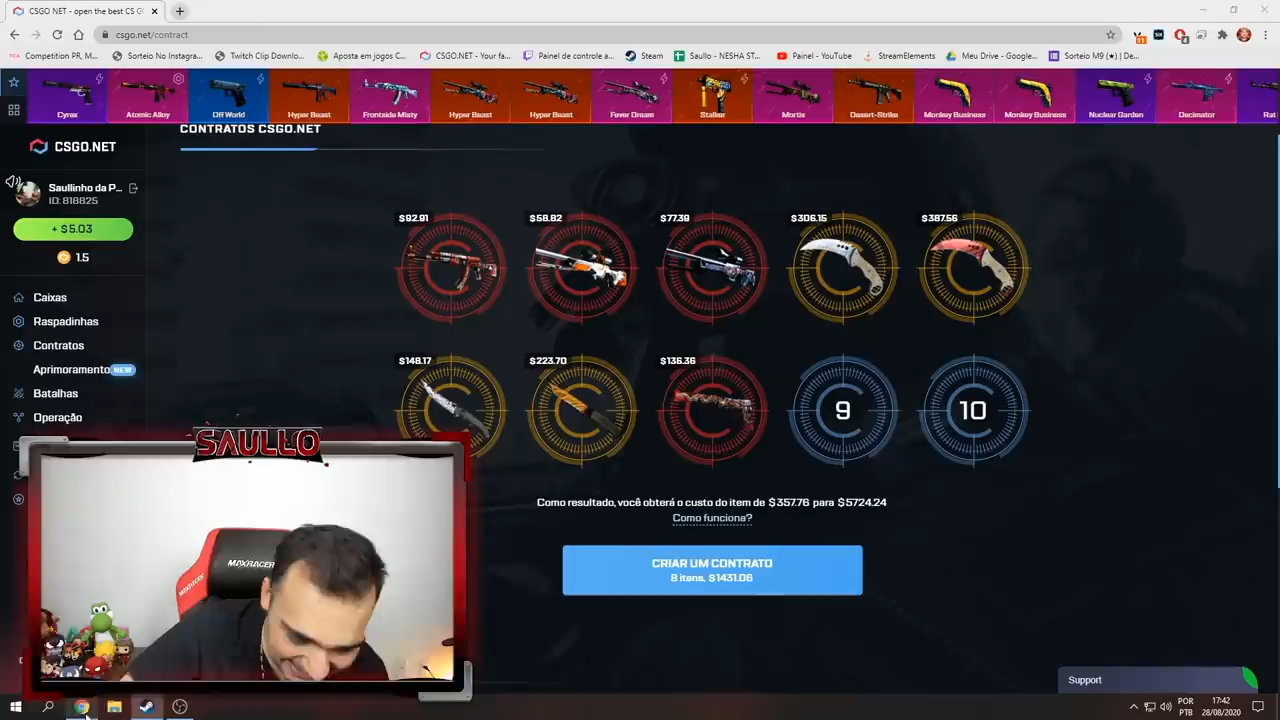 CSGO NET - open the best CS G
csgo.net/contract
Competition PR, M...
Sorteio No Instagra...
Twitch Clip Downlo...
Aposta em jogos C...
CSGO.NET - Your fa...
Painel de controle a...
Steam
Saullo - NESHA ST...
Painel - YouTube
StreamElements
Meu Drive - Google...
Sorteio M9 (★) | De...
Cyrex
Atomic Alloy
Off World
Hyper Beast
Frontside Misty
Hyper Beast
Hyper Beast
Fever Dream
Stalker
Mortis
Desert-Strike
Monkey Business
Monkey Business
Nuclear Garden
Decimator
Rat
CONTRATOS CSGO.NET
CSGO.NET
Saullinho da P...
ID: 818825
+ $5.03
1.5
Caixas
Raspadinhas
Contratos
Aprimoramento NEW
Batalhas
Operação
$92.91
$58.82
$77.39
$306.15
$387.56
$148.17
$223.70
$136.36
9
10
Como resultado, você obterá o custo do item de $357.76 para $5724.24
Como funciona?
CRIAR UM CONTRATO
8 itens, $1431.06
SAULLO
MAXRACER
Support
POR
PTB
17:42
28/08/2020